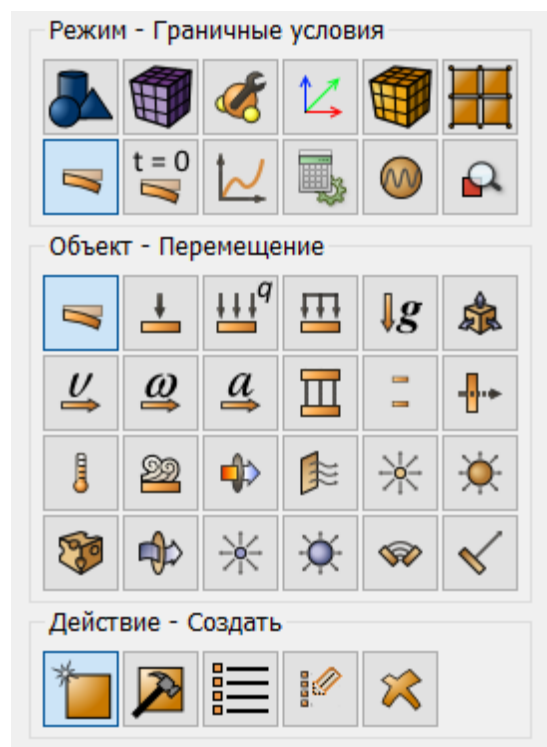 Режим - Граничные условия
t = 0
Объект - Перемещение
q
g
υ ω a
Действие - Создать